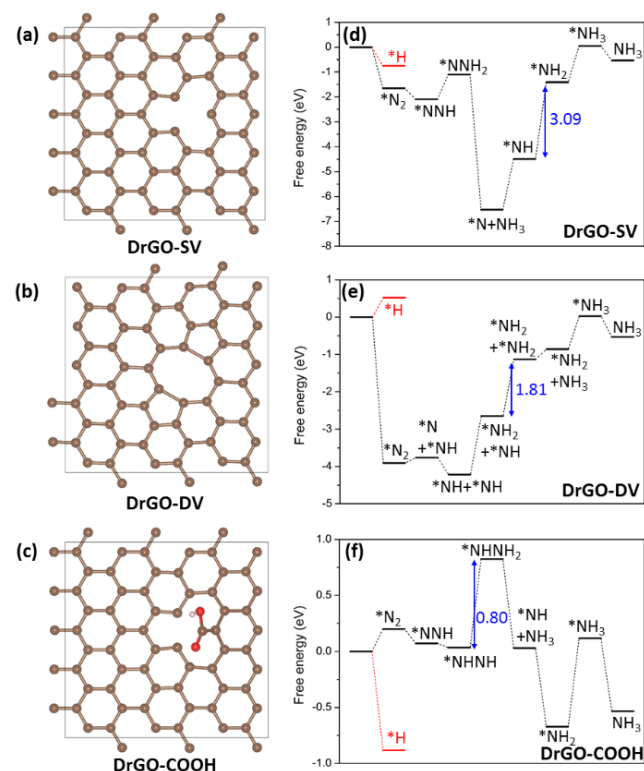 (a)
DrGO-SV
(b)
DrGO-DV
(c)
DrGO-COOH
(d)
Free energy (eV)
1
0
-1
-2
-3
-4
-5
-6
-7
-8
*H
*N₂
*NNH
*NNH₂
*N+NH₃
*NH
3.09
*NH₂
*NH₃
NH₃
DrGO-SV
(e)
Free energy (eV)
1
0
-1
-2
-3
-4
-5
*H
*N₂
*N
+*NH
*NH+*NH
*NH₂
+*NH
1.81
*NH₂
+*NH₂
*NH₂
+NH₃
*NH₃
NH₃
DrGO-DV
(f)
Free energy (eV)
1.0
0.5
0.0
-0.5
-1.0
*H
*N₂
*NNH
*NHNH
0.80
*NHNH₂
*NH
+NH₃
*NH₂
*NH₃
NH₃
DrGO-COOH